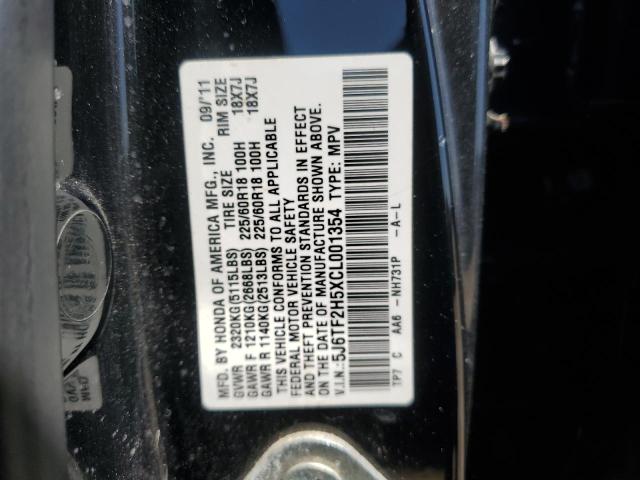 MFD. BY HONDA OF AMERICA MFG., INC. 09/11
TIRE SIZE RIM SIZE
GVWR 2320KG(5115LBS)
GAWR F 1210KG(2668LBS) 225/60R18 100H 18X7J
GAWR R 1140KG(2513LBS) 225/60R18 100H 18X7J
THIS VEHICLE CONFORMS TO ALL APPLICABLE
FEDERAL MOTOR VEHICLE SAFETY
AND THEFT PREVENTION STANDARDS IN EFFECT
ON THE DATE OF MANUFACTURE SHOWN ABOVE.
V.I.N.:5J6TF2H5XCL001354 TYPE: MPV
TP7 C AA6 -NH731P -A-L